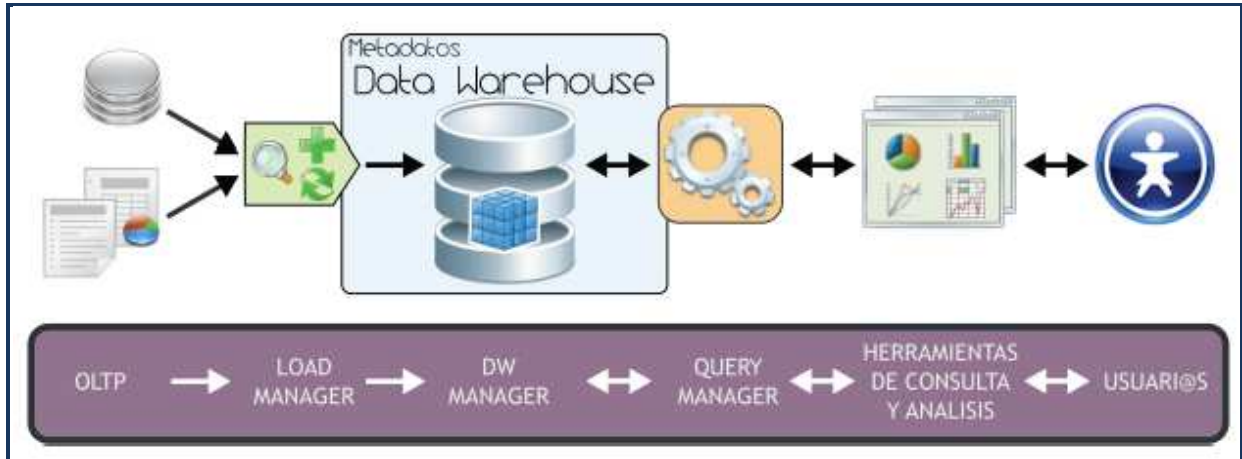 Metadatos
Data Warehouse
OLTP
LOAD
MANAGER
DW
MANAGER
QUERY
MANAGER
HERRAMIENTAS
DE CONSULTA
Y ANALISIS
USUARI@S